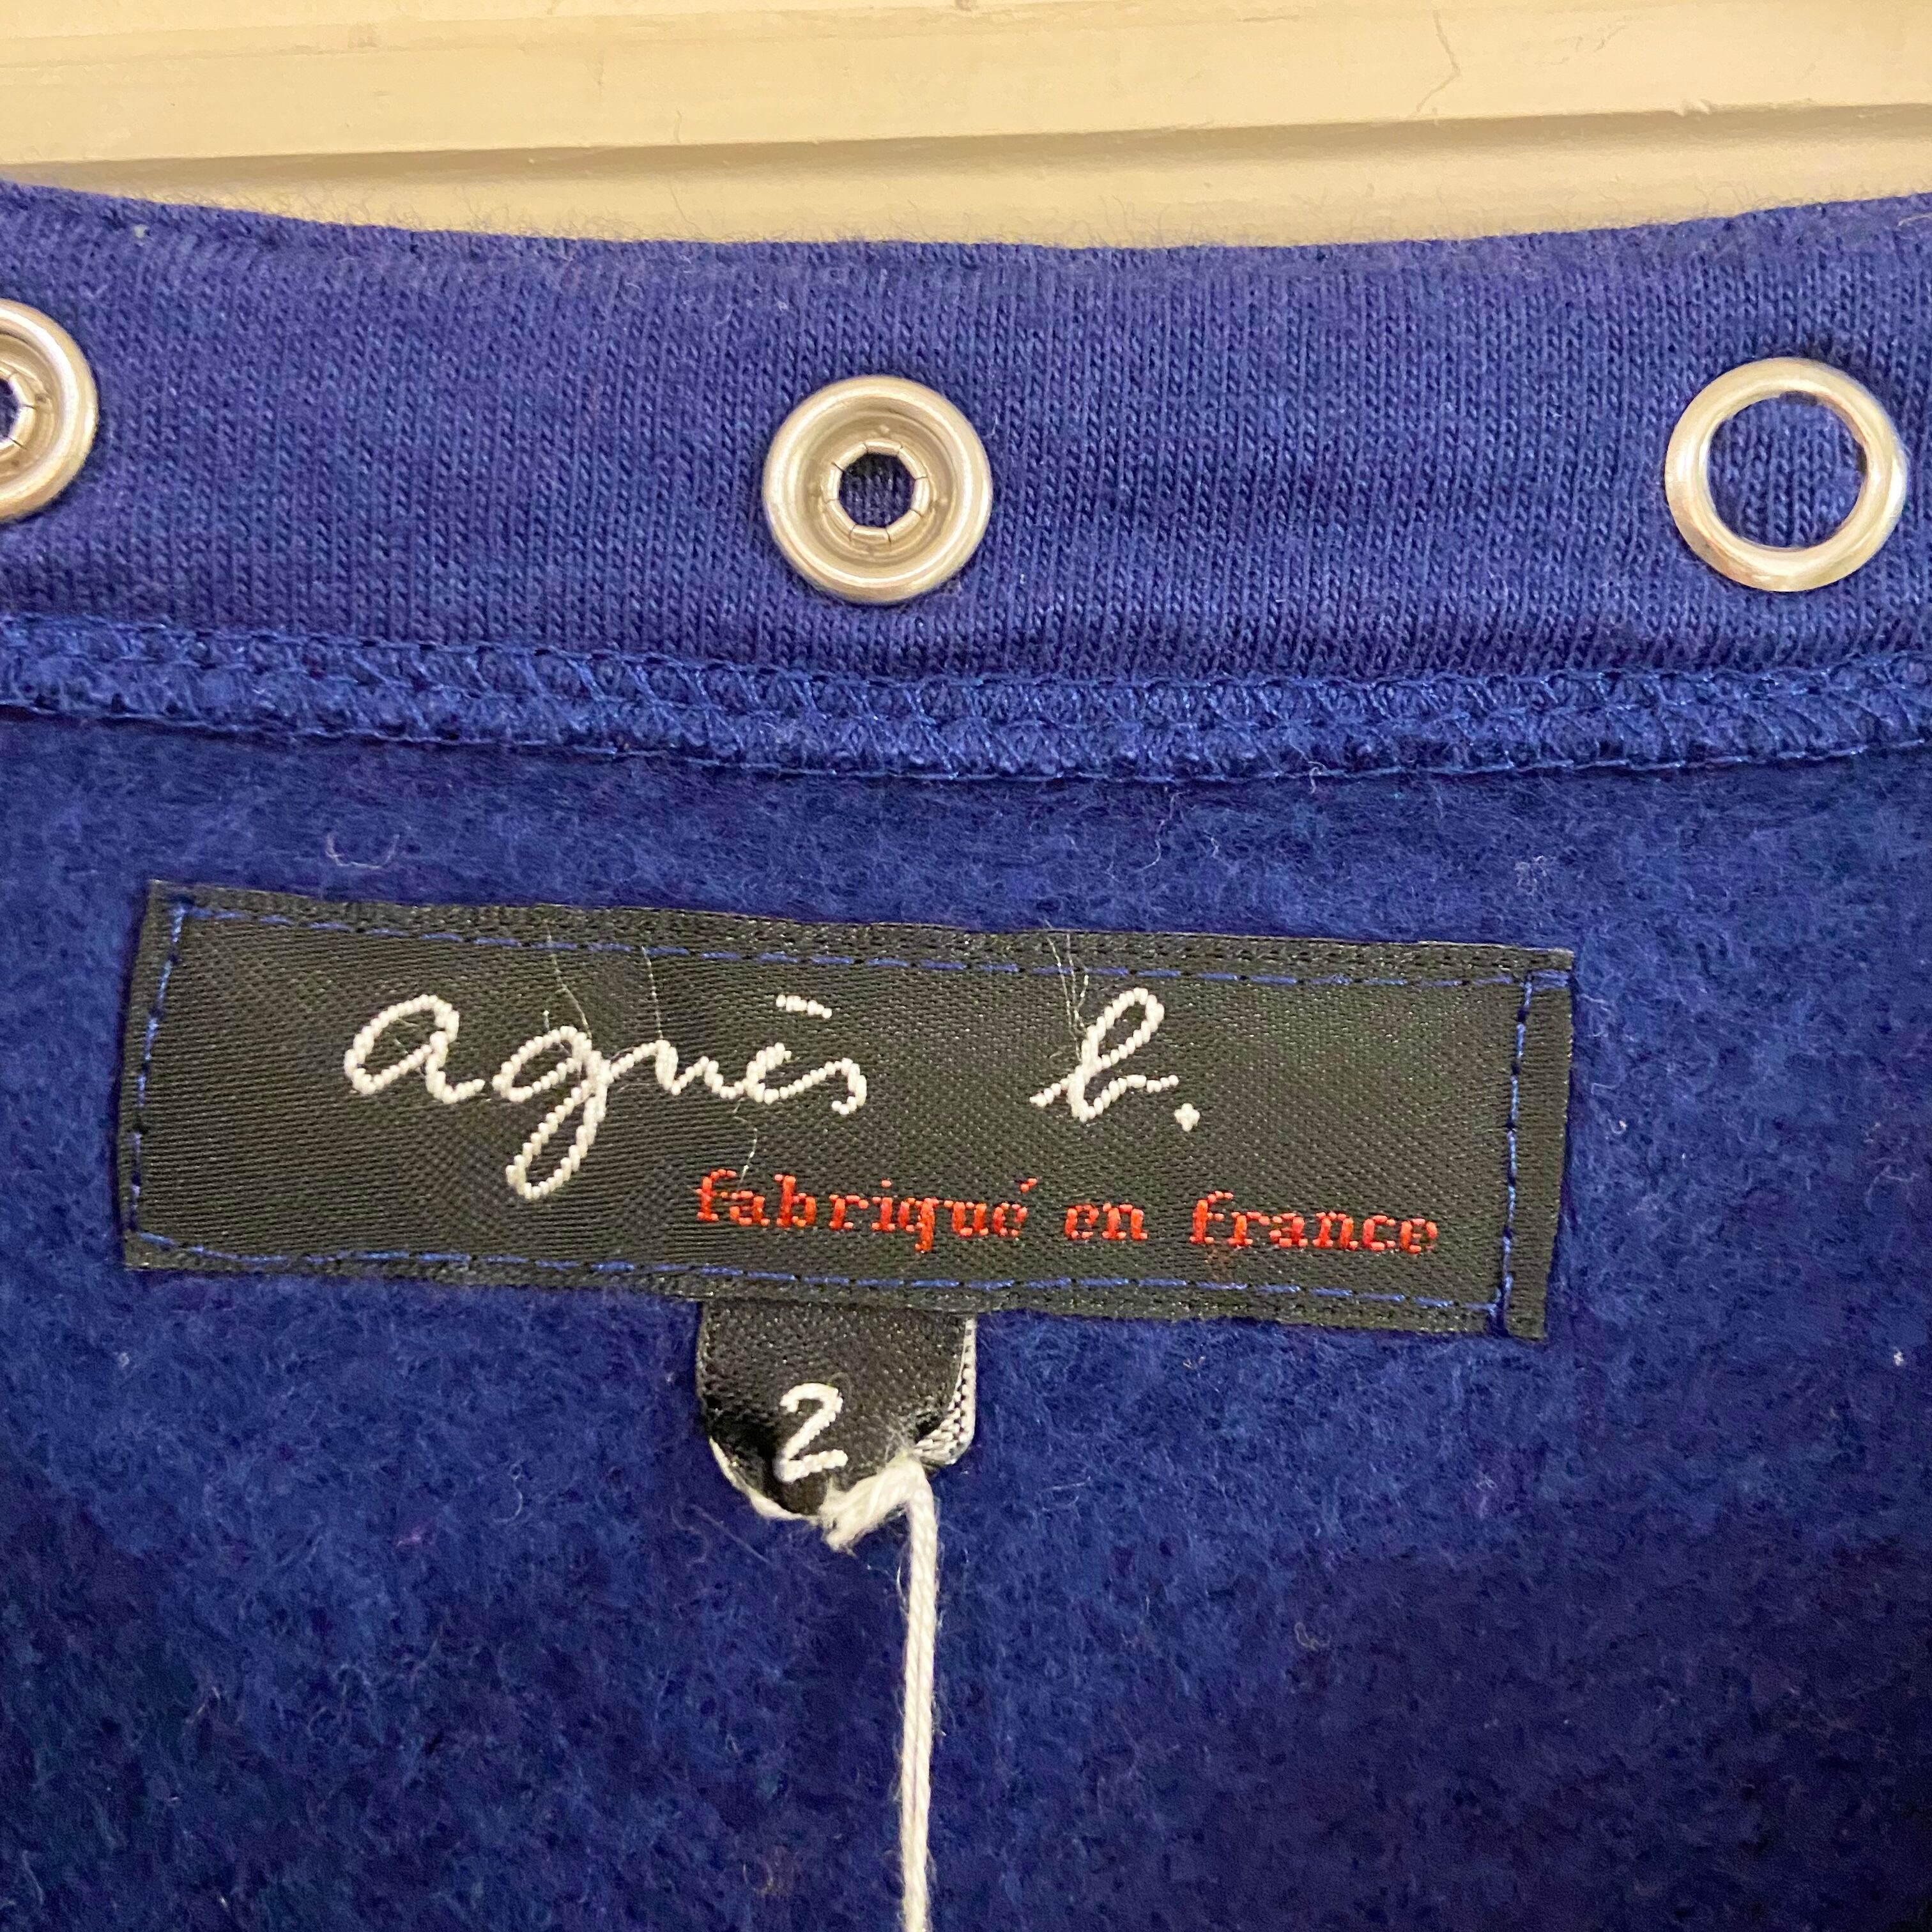 agnès b.
fabriqué en france
2